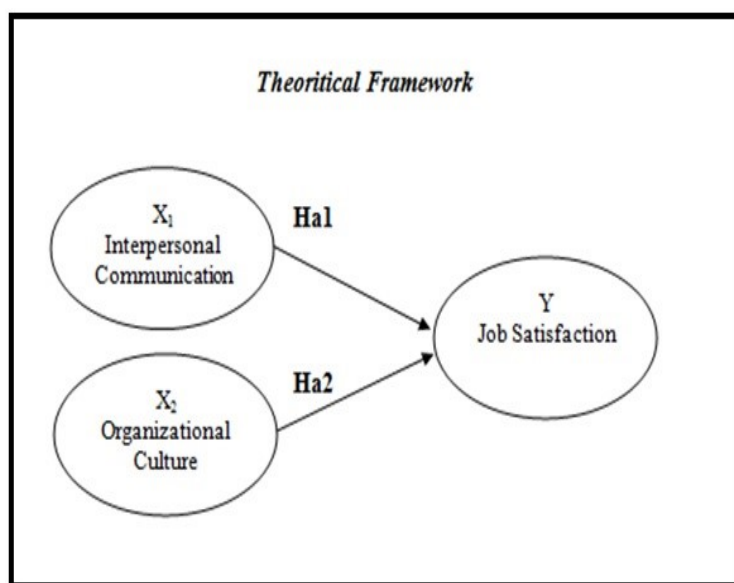 Theoritical Framework
X₁
Interpersonal
Communication
Ha1
Y
Job Satisfaction
Ha2
X₂
Organizational
Culture